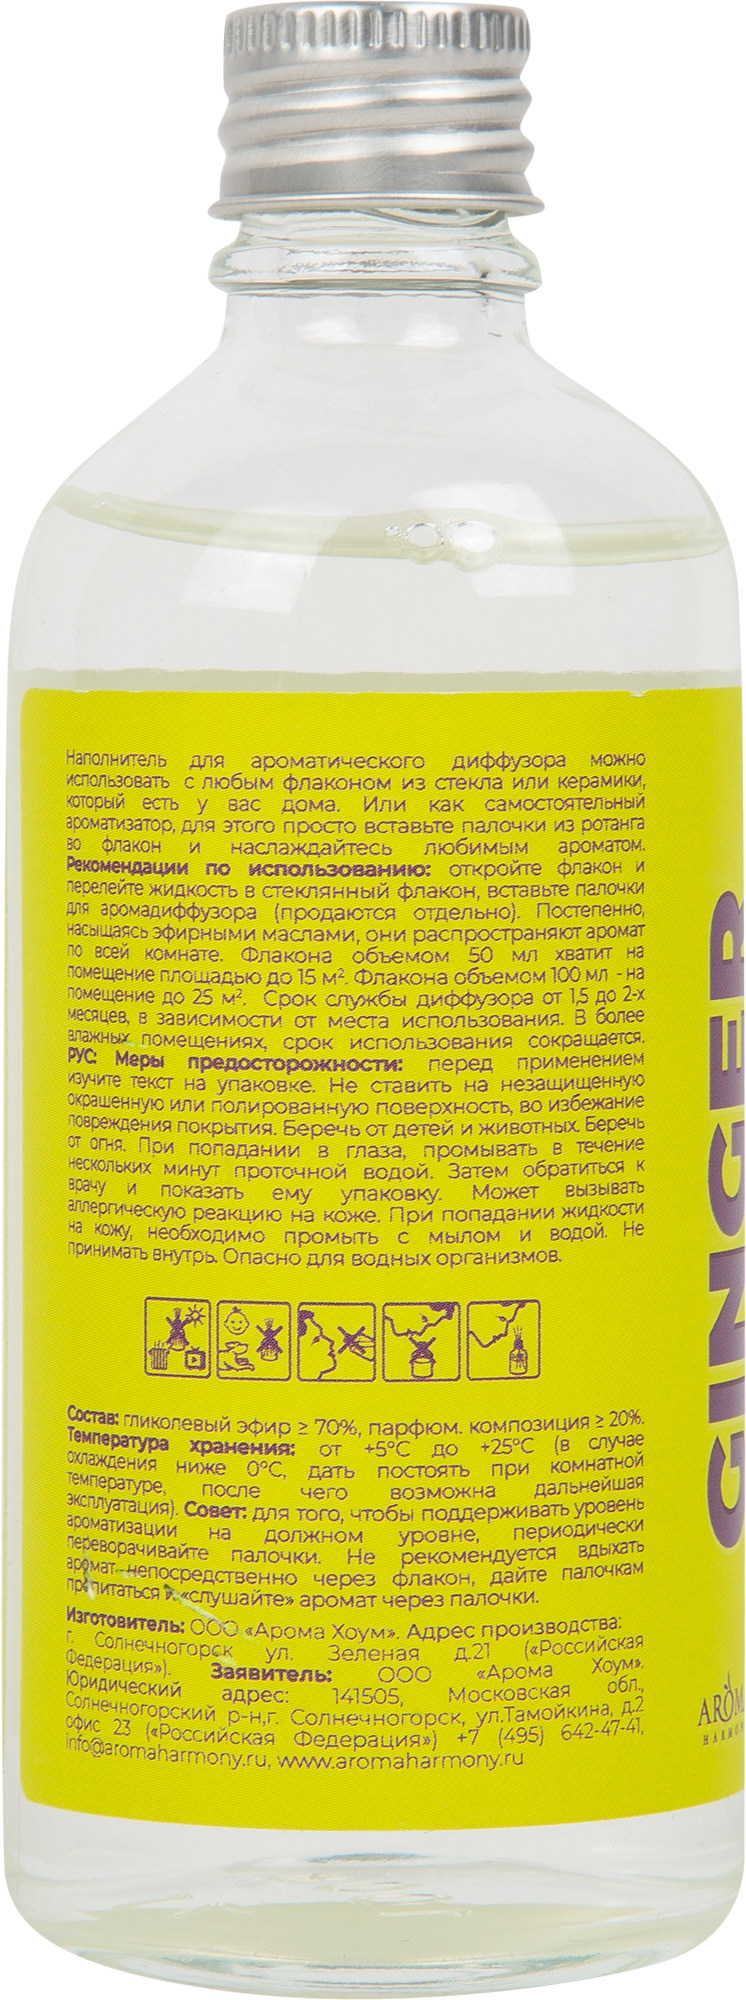 Наполнитель для ароматического диффузора можно
использовать с любым флаконом из стекла или керамики,
который есть у вас дома. Или как самостоятельный
ароматизатор, для этого просто вставьте палочки из ротанга
во флакон и наслаждайтесь любимым ароматом.
Рекомендации по использованию: откройте флакон и
перелейте жидкость в стеклянный флакон, вставьте палочки
для аромадиффузора (продаются отдельно). Постепенно,
насыщаясь эфирными маслами, они распространяют аромат
по всей комнате. Флакона объемом 50 мл хватит на
помещение площадью до 15 м². Флакона объемом 100 мл - на
помещение до 25 м². Срок службы диффузора от 1,5 до 2-х
месяцев, в зависимости от места использования. В более
влажных помещениях, срок использования сокращается.
РУС: Меры предосторожности: перед применением
изучите текст на упаковке. Не ставить на незащищенную
окрашенную или полированную поверхность, во избежание
повреждения покрытия. Беречь от детей и животных. Беречь
от огня. При попадании в глаза, промывать в течение
нескольких минут проточной водой. Затем обратиться к
врачу и показать ему упаковку. Может вызывать
аллергическую реакцию на коже. При попадании жидкости
на кожу, необходимо промыть с мылом и водой. Не
принимать внутрь. Опасно для водных организмов.
Состав: гликолевый эфир ≥ 70%, парфюм. композиция ≥ 20%.
Температура хранения: от +5°С до +25°С (в случае
охлаждения ниже 0°С, дать постоять при комнатной
температуре, после чего возможна дальнейшая
эксплуатация). Совет: для того, чтобы поддерживать уровень
ароматизации на должном уровне, периодически
переворачивайте палочки. Не рекомендуется вдыхать
аромат непосредственно через флакон, дайте палочкам
пропитаться и «слушайте» аромат через палочки.
Изготовитель: ООО «Арома Хоум». Адрес производства:
г. Солнечногорск ул. Зеленая д.21 («Российская
Федерация»). Заявитель: ООО «Арома Хоум».
Юридический адрес: 141505, Московская обл.,
Солнечногорский р-н,г. Солнечногорск, ул.Тамойкина, д.2
офис 23 («Российская Федерация») +7 (495) 642-47-41,
info@aromaharmony.ru, www.aromaharmony.ru
GINGER
AROMA
HARMON